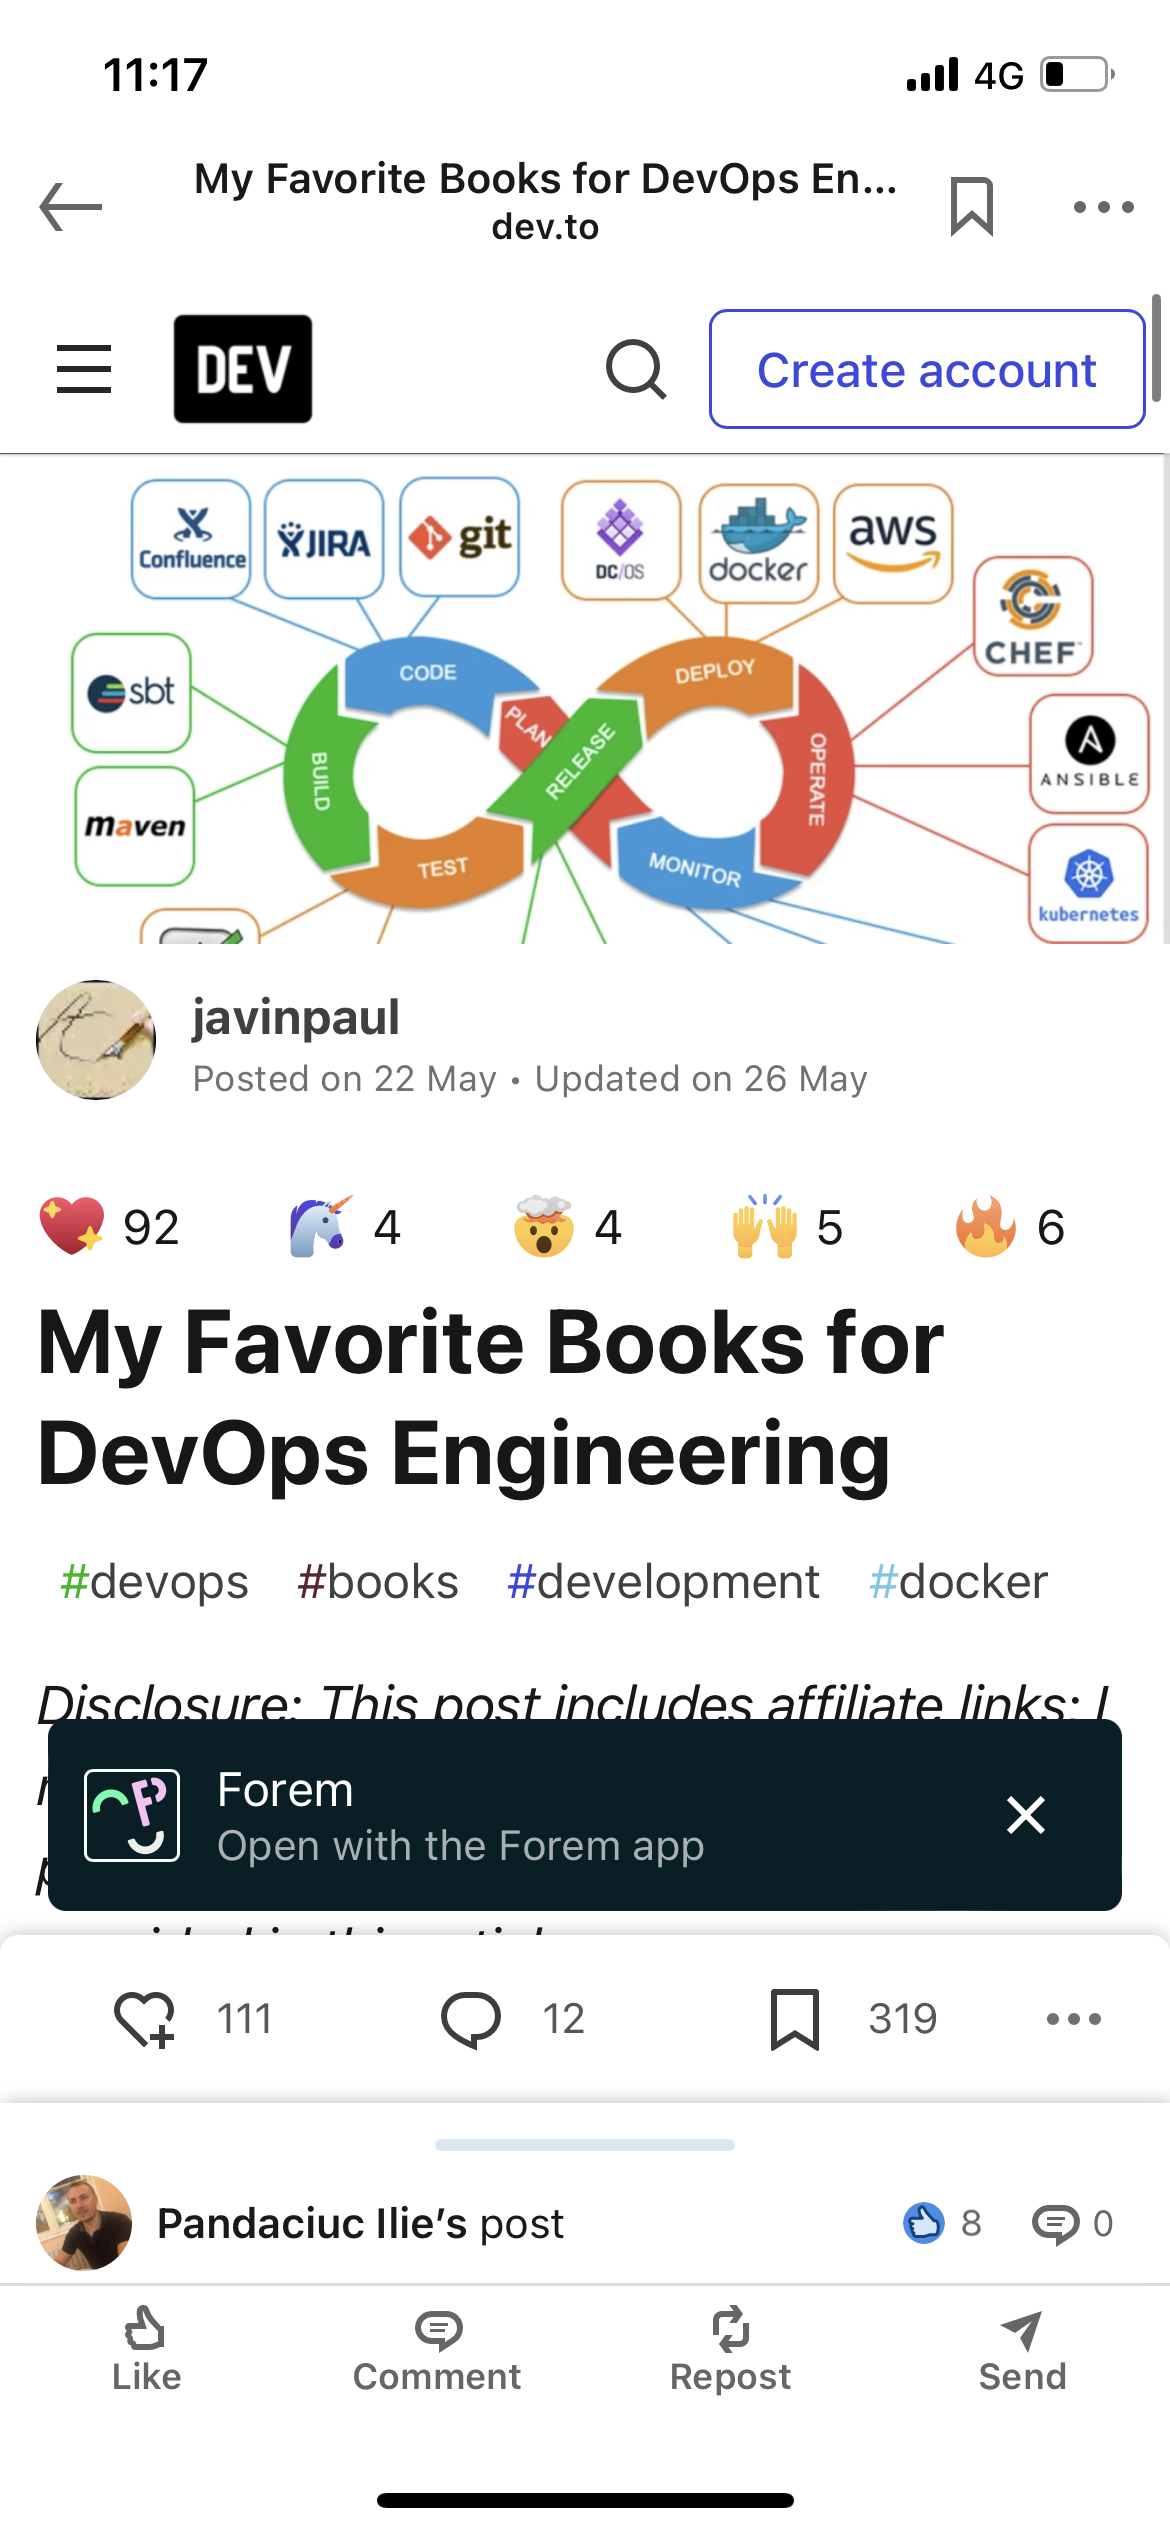 11:17
4G
My Favorite Books for DevOps En...
dev.to
DEV
Create account
Confluence
JIRA
git
DC/OS
docker
aws
CHEF
sbt
CODE
DEPLOY
PLAN
RELEASE
BUILD
OPERATE
ANSIBLE
maven
TEST
MONITOR
kubernetes
javinpaul
Posted on 22 May • Updated on 26 May
92 4 4 5 6
My Favorite Books for
DevOps Engineering
#devops #books #development #docker
Disclosure: This post includes affiliate links; I
Forem
Open with the Forem app
111 12 319
Pandaciuc Ilie’s post
8 0
Like Comment Repost Send